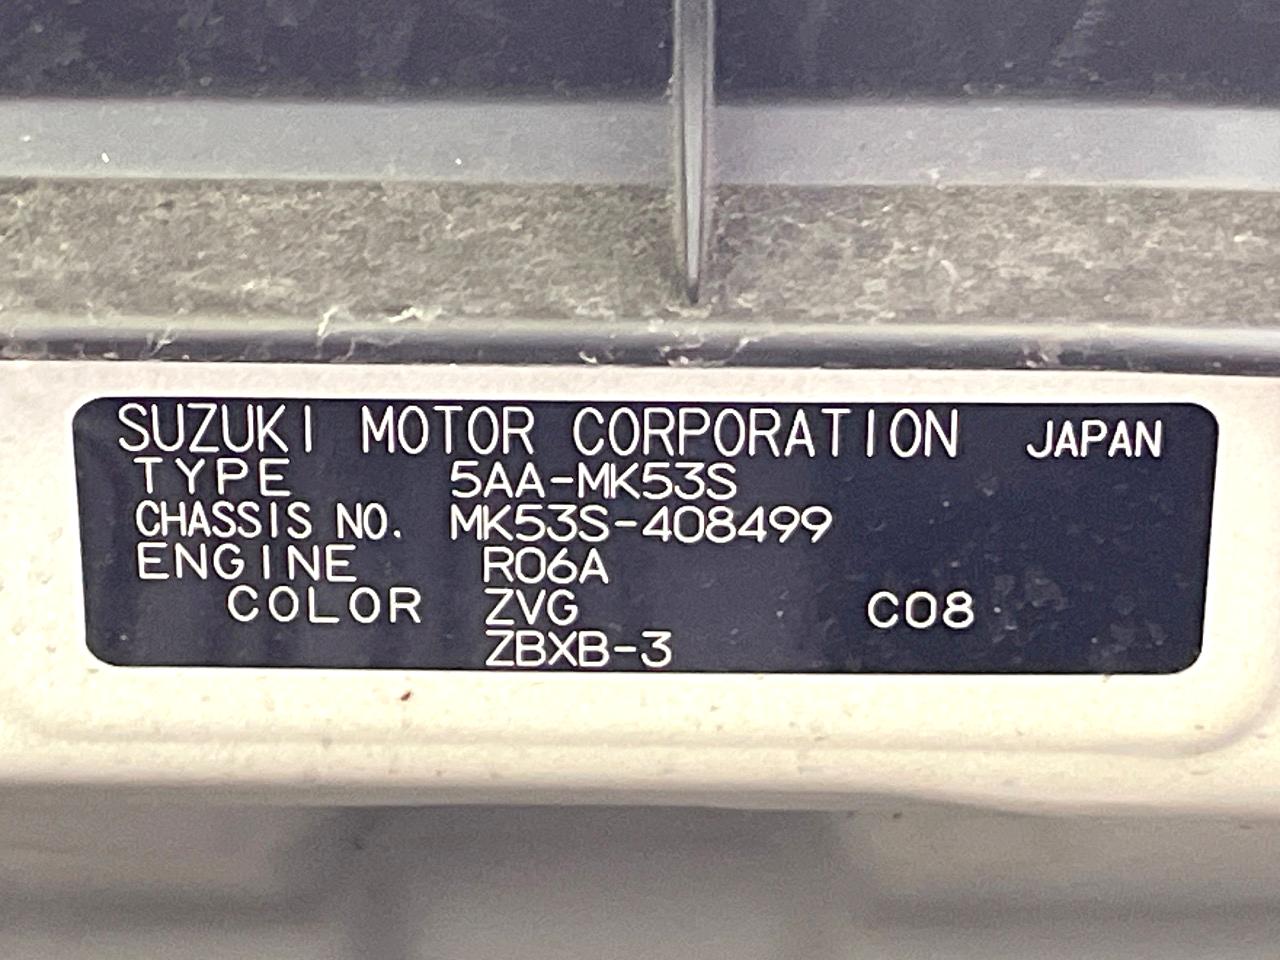 SUZUKI MOTOR CORPORATION JAPAN
TYPE 5AA-MK53S
CHASSIS NO. MK53S-408499
ENGINE R06A
COLOR ZVG C08
ZBXB-3